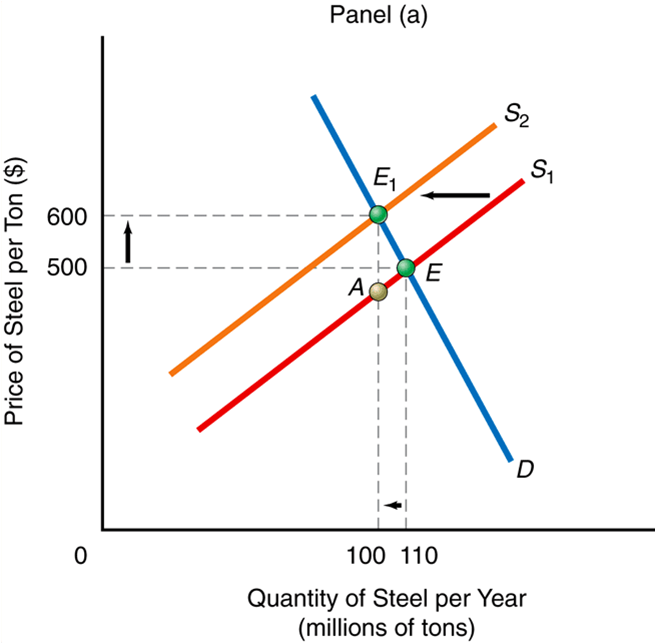 Panel (a)
Price of Steel per Ton ($)
S₂
S₁
E₁
600
500
E
A
D
0
100 110
Quantity of Steel per Year
(millions of tons)